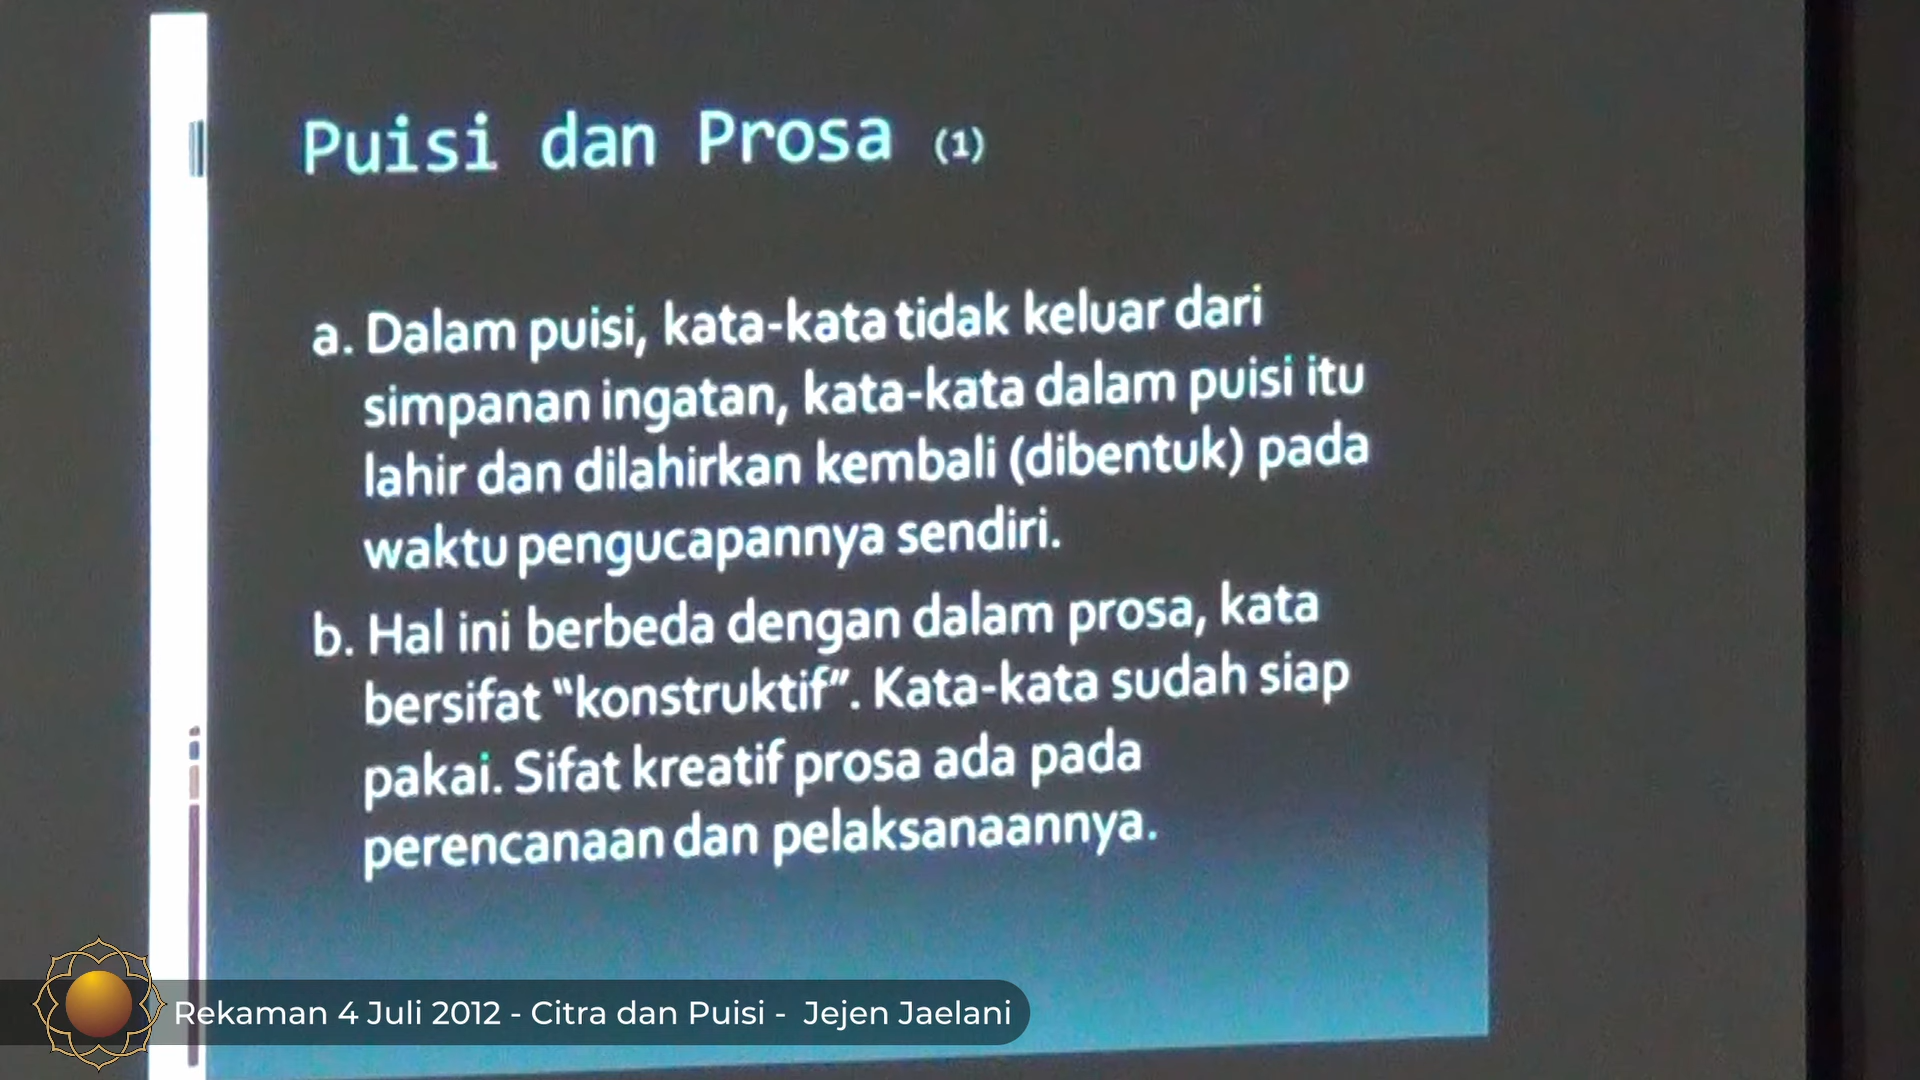 Puisi dan Prosa (1)
a. Dalam puisi, kata-kata tidak keluar dari
simpanan ingatan, kata-kata dalam puisi itu
lahir dan dilahirkan kembali (dibentuk) pada
waktu pengucapannya sendiri.
b. Hal ini berbeda dengan dalam prosa, kata
bersifat “konstruktif”. Kata-kata sudah siap
pakai. Sifat kreatif prosa ada pada
perencanaan dan pelaksanaannya.
Rekaman 4 Juli 2012 - Citra dan Puisi - Jejen Jaelani